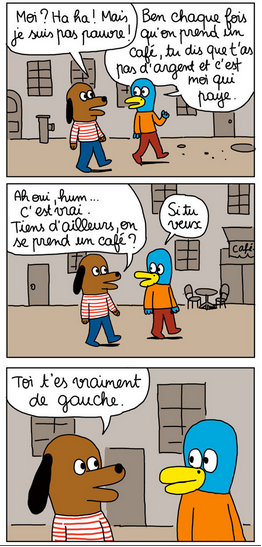 Moi ? Ha ha ! Mais
je suis pas pauvre !
Ben chaque fois
qu'on prend un
café, tu dis que t'as
pas d'argent et c'est
moi qui
paye.
Ah oui, hum...
C'est vrai.
Tiens d'ailleurs, on
se prend un café ?
Si tu
veux
café
Toi t'es vraiment
de gauche.